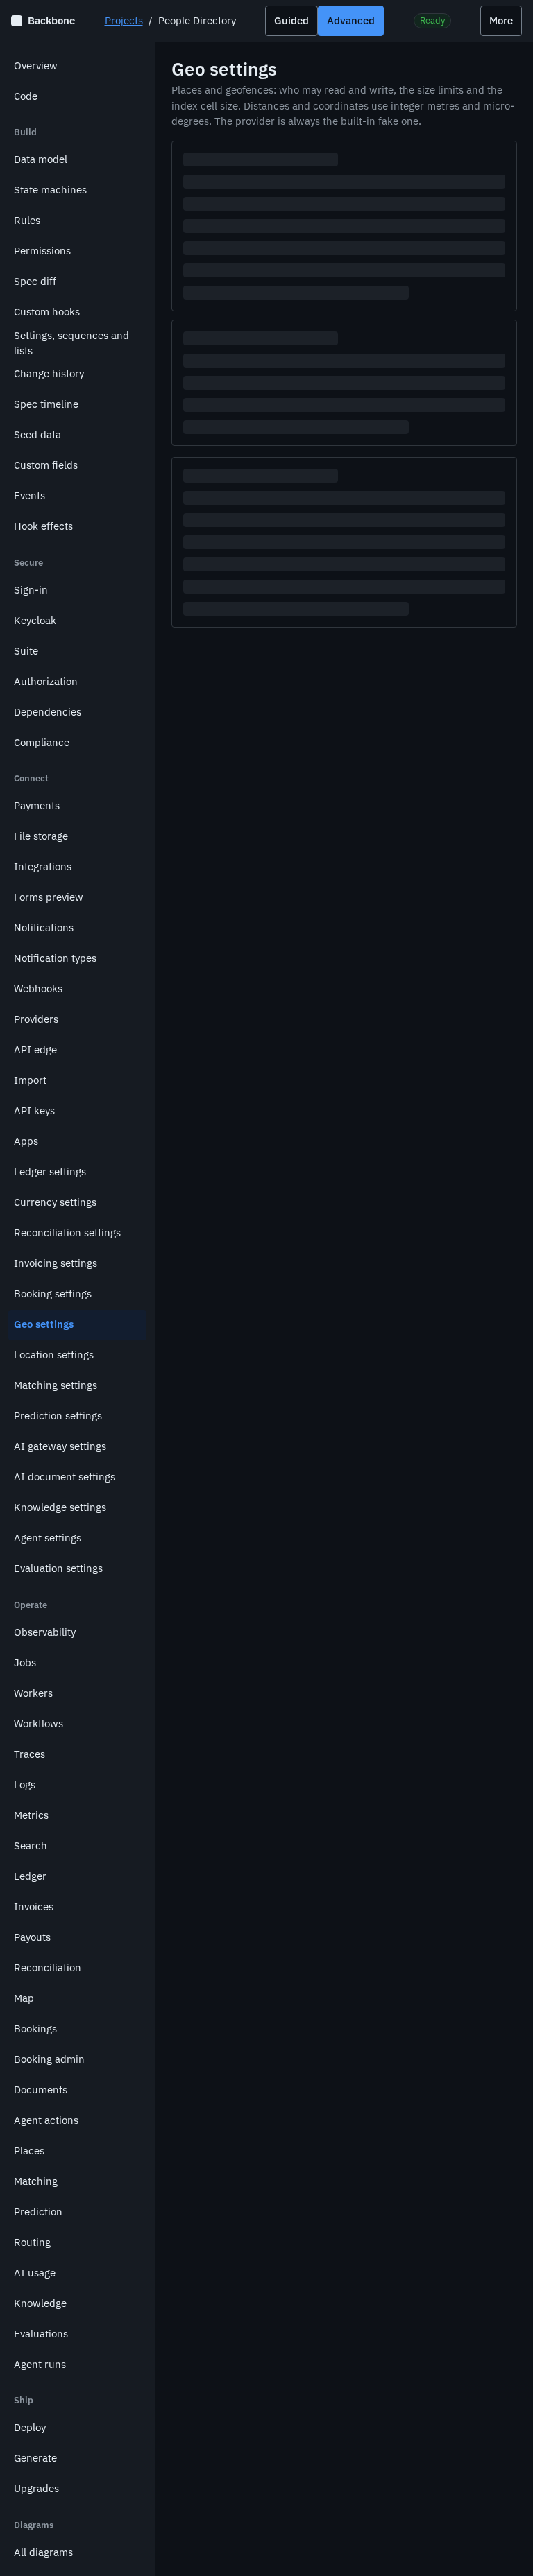 Backbone
Projects / People Directory
Guided
Advanced
Ready
More
Overview
Code
Build
Data model
State machines
Rules
Permissions
Spec diff
Custom hooks
Settings, sequences and
lists
Change history
Spec timeline
Seed data
Custom fields
Events
Hook effects
Secure
Sign-in
Keycloak
Suite
Authorization
Dependencies
Compliance
Connect
Payments
File storage
Integrations
Forms preview
Notifications
Notification types
Webhooks
Providers
API edge
Import
API keys
Apps
Ledger settings
Currency settings
Reconciliation settings
Invoicing settings
Booking settings
Geo settings
Location settings
Matching settings
Prediction settings
AI gateway settings
AI document settings
Knowledge settings
Agent settings
Evaluation settings
Operate
Observability
Jobs
Workers
Workflows
Traces
Logs
Metrics
Search
Ledger
Invoices
Payouts
Reconciliation
Map
Bookings
Booking admin
Documents
Agent actions
Places
Matching
Prediction
Routing
AI usage
Knowledge
Evaluations
Agent runs
Ship
Deploy
Generate
Upgrades
Diagrams
All diagrams
Geo settings
Places and geofences: who may read and write, the size limits and the
index cell size. Distances and coordinates use integer metres and micro-
degrees. The provider is always the built-in fake one.